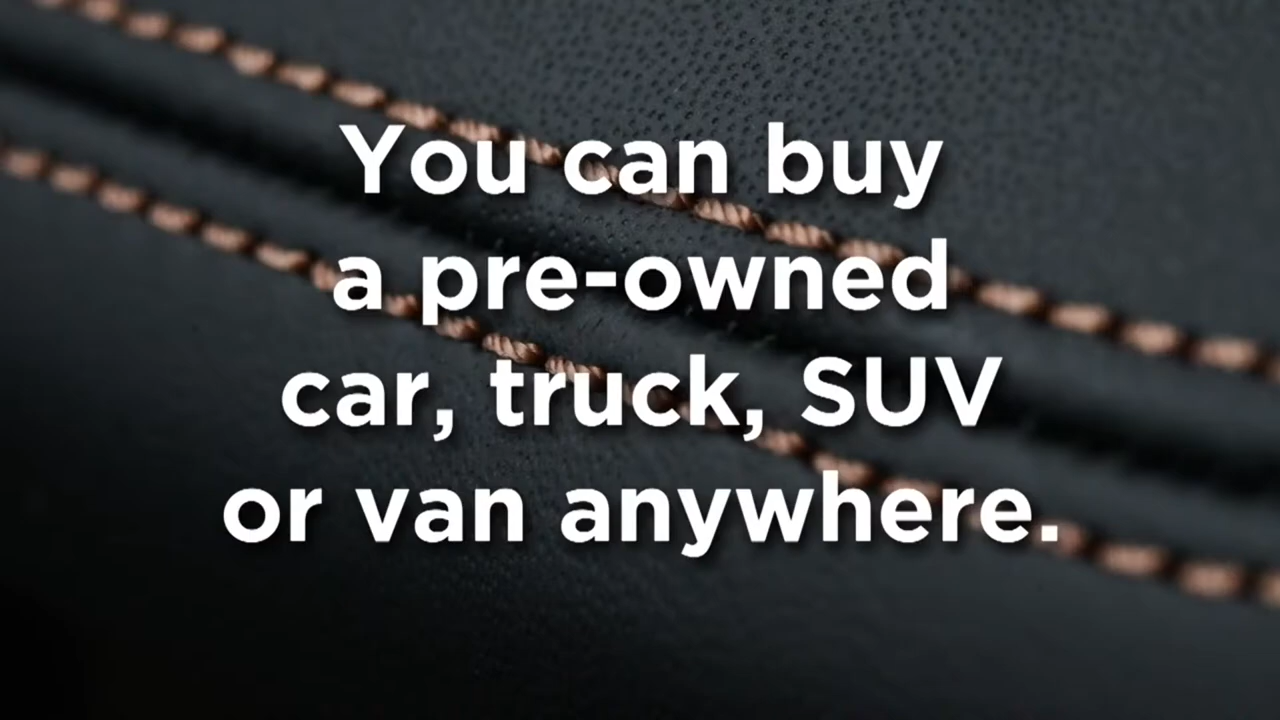 You can buy
a pre-owned
car, truck, SUV
or van anywhere.